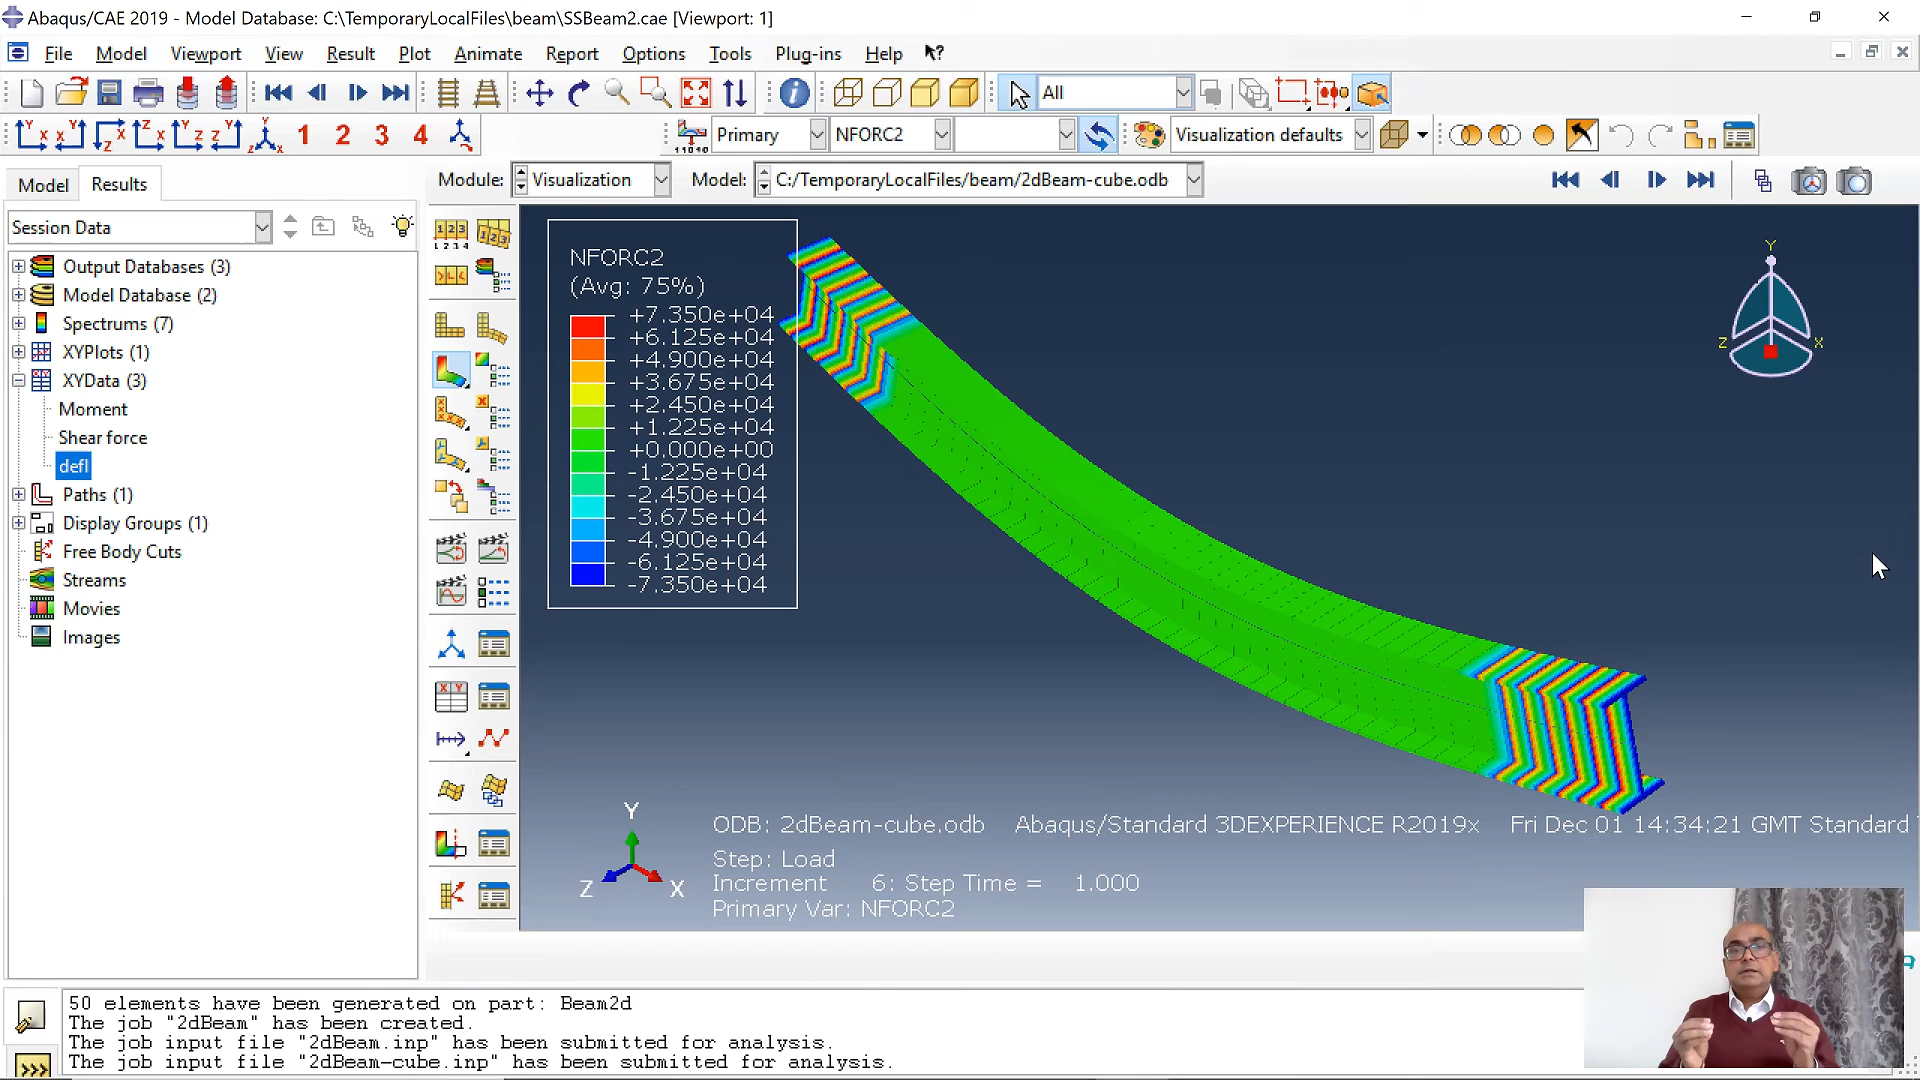 Abaqus/CAE 2019 - Model Database: C:\TemporaryLocalFiles\beam\SSBeam2.cae [Viewport: 1]
File Model Viewport View Result Plot Animate Report Options Tools Plug-ins Help
All
1 2 3 4 Primary NFORC2 Visualization defaults
Model Results Module: Visualization Model: C:/TemporaryLocalFiles/beam/2dBeam-cube.odb
Session Data
Output Databases (3)
Model Database (2)
Spectrums (7)
XYPlots (1)
XYData (3)
Moment
Shear force
defl
Paths (1)
Display Groups (1)
Free Body Cuts
Streams
Movies
Images
NFORC2
(Avg: 75%)
+7.350e+04
+6.125e+04
+4.900e+04
+3.675e+04
+2.450e+04
+1.225e+04
+0.000e+00
-1.225e+04
-2.450e+04
-3.675e+04
-4.900e+04
-6.125e+04
-7.350e+04
Y
Z X
Y
Z X
ODB: 2dBeam-cube.odb Abaqus/Standard 3DEXPERIENCE R2019x Fri Dec 01 14:34:21 GMT Standard
Step: Load
Increment 6: Step Time = 1.000
Primary Var: NFORC2
50 elements have been generated on part: Beam2d
The job "2dBeam" has been created.
The job input file "2dBeam.inp" has been submitted for analysis.
The job input file "2dBeam-cube.inp" has been submitted for analysis.